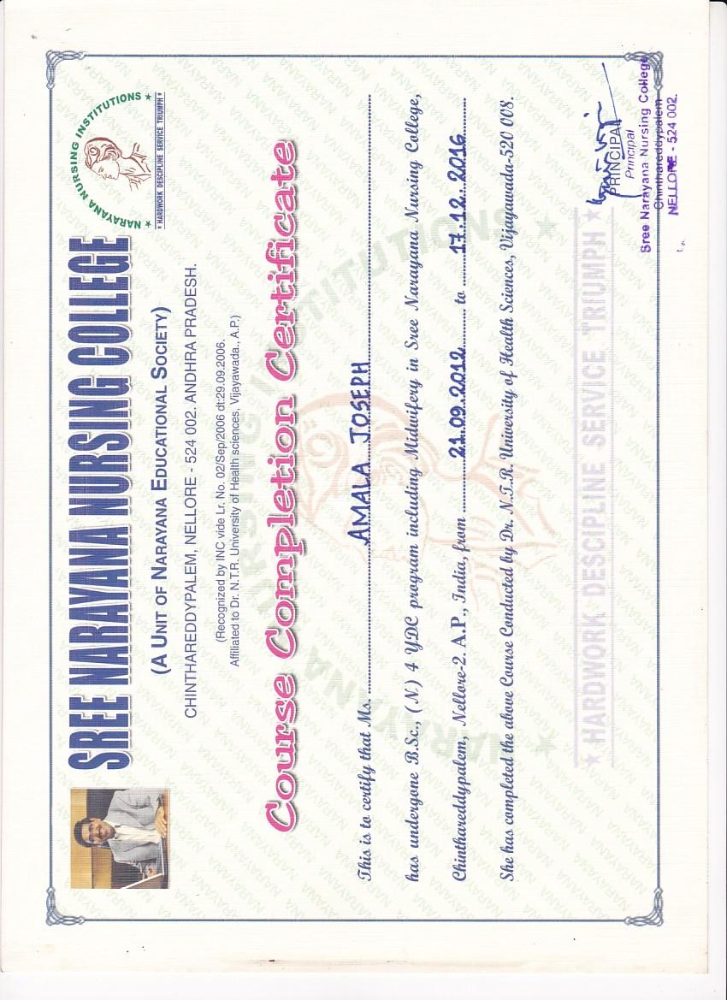 SREE NARAYANA NURSING COLLEGE
(A UNIT OF NARAYANA EDUCATIONAL SOCIETY)
CHINTHAREDDYPALEM, NELLORE - 524 002. ANDHRA PRADESH.
(Recognized by INC vide Lr. No. 02/Sep/2006 dt:29.09.2006.
Affiliated to Dr. N.T.R. University of Health sciences, Vijayawada., A.P.)
★ NARAYANA NURSING INSTITUTIONS ★
★ HARDWORK DESCIPLINE SERVICE TRIUMPH ★
Course Completion Certificate
This is to certify that Ms. AMALA JOSEPH
has undergone B.Sc., (N.) 4 YDC program including Midwifery in Sree Narayana Nursing College,
Chinthareddypalem, Nellore-2. A.P., India, from 21.09.2012 to 17.12.2016
She has completed the above Course Conducted by Dr. N.T.R. University of Health Sciences, Vijayawada-520 008.
★ NARAYANA NURSING INSTITUTIONS ★
★ HARDWORK DESCIPLINE SERVICE TRIUMPH ★
PRINCIPAL
Principal
Sree Narayana Nursing College
Chinthareddypalem
NELLORE - 524 002.